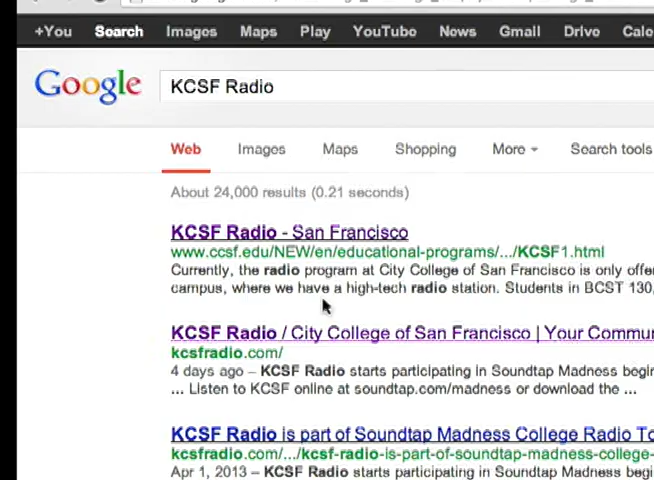 +You Search Images Maps Play YouTube News Gmail Drive Cale
Google KCSF Radio
Web Images Maps Shopping More Search tools
About 24,000 results (0.21 seconds)
KCSF Radio - San Francisco
www.ccsf.edu/NEW/en/educational-programs/.../KCSF1.html
Currently, the radio program at City College of San Francisco is only offe
campus, where we have a high-tech radio station. Students in BCST 130,
KCSF Radio / City College of San Francisco | Your Commu
kcsfradio.com/
4 days ago – KCSF Radio starts participating in Soundtap Madness begin
... Listen to KCSF online at soundtap.com/madness or download the ...
KCSF Radio is part of Soundtap Madness College Radio To
kcsfradio.com/.../kcsf-radio-is-part-of-soundtap-madness-college-
Apr 1, 2013 – KCSF Radio starts participating in Soundtap Madness begi